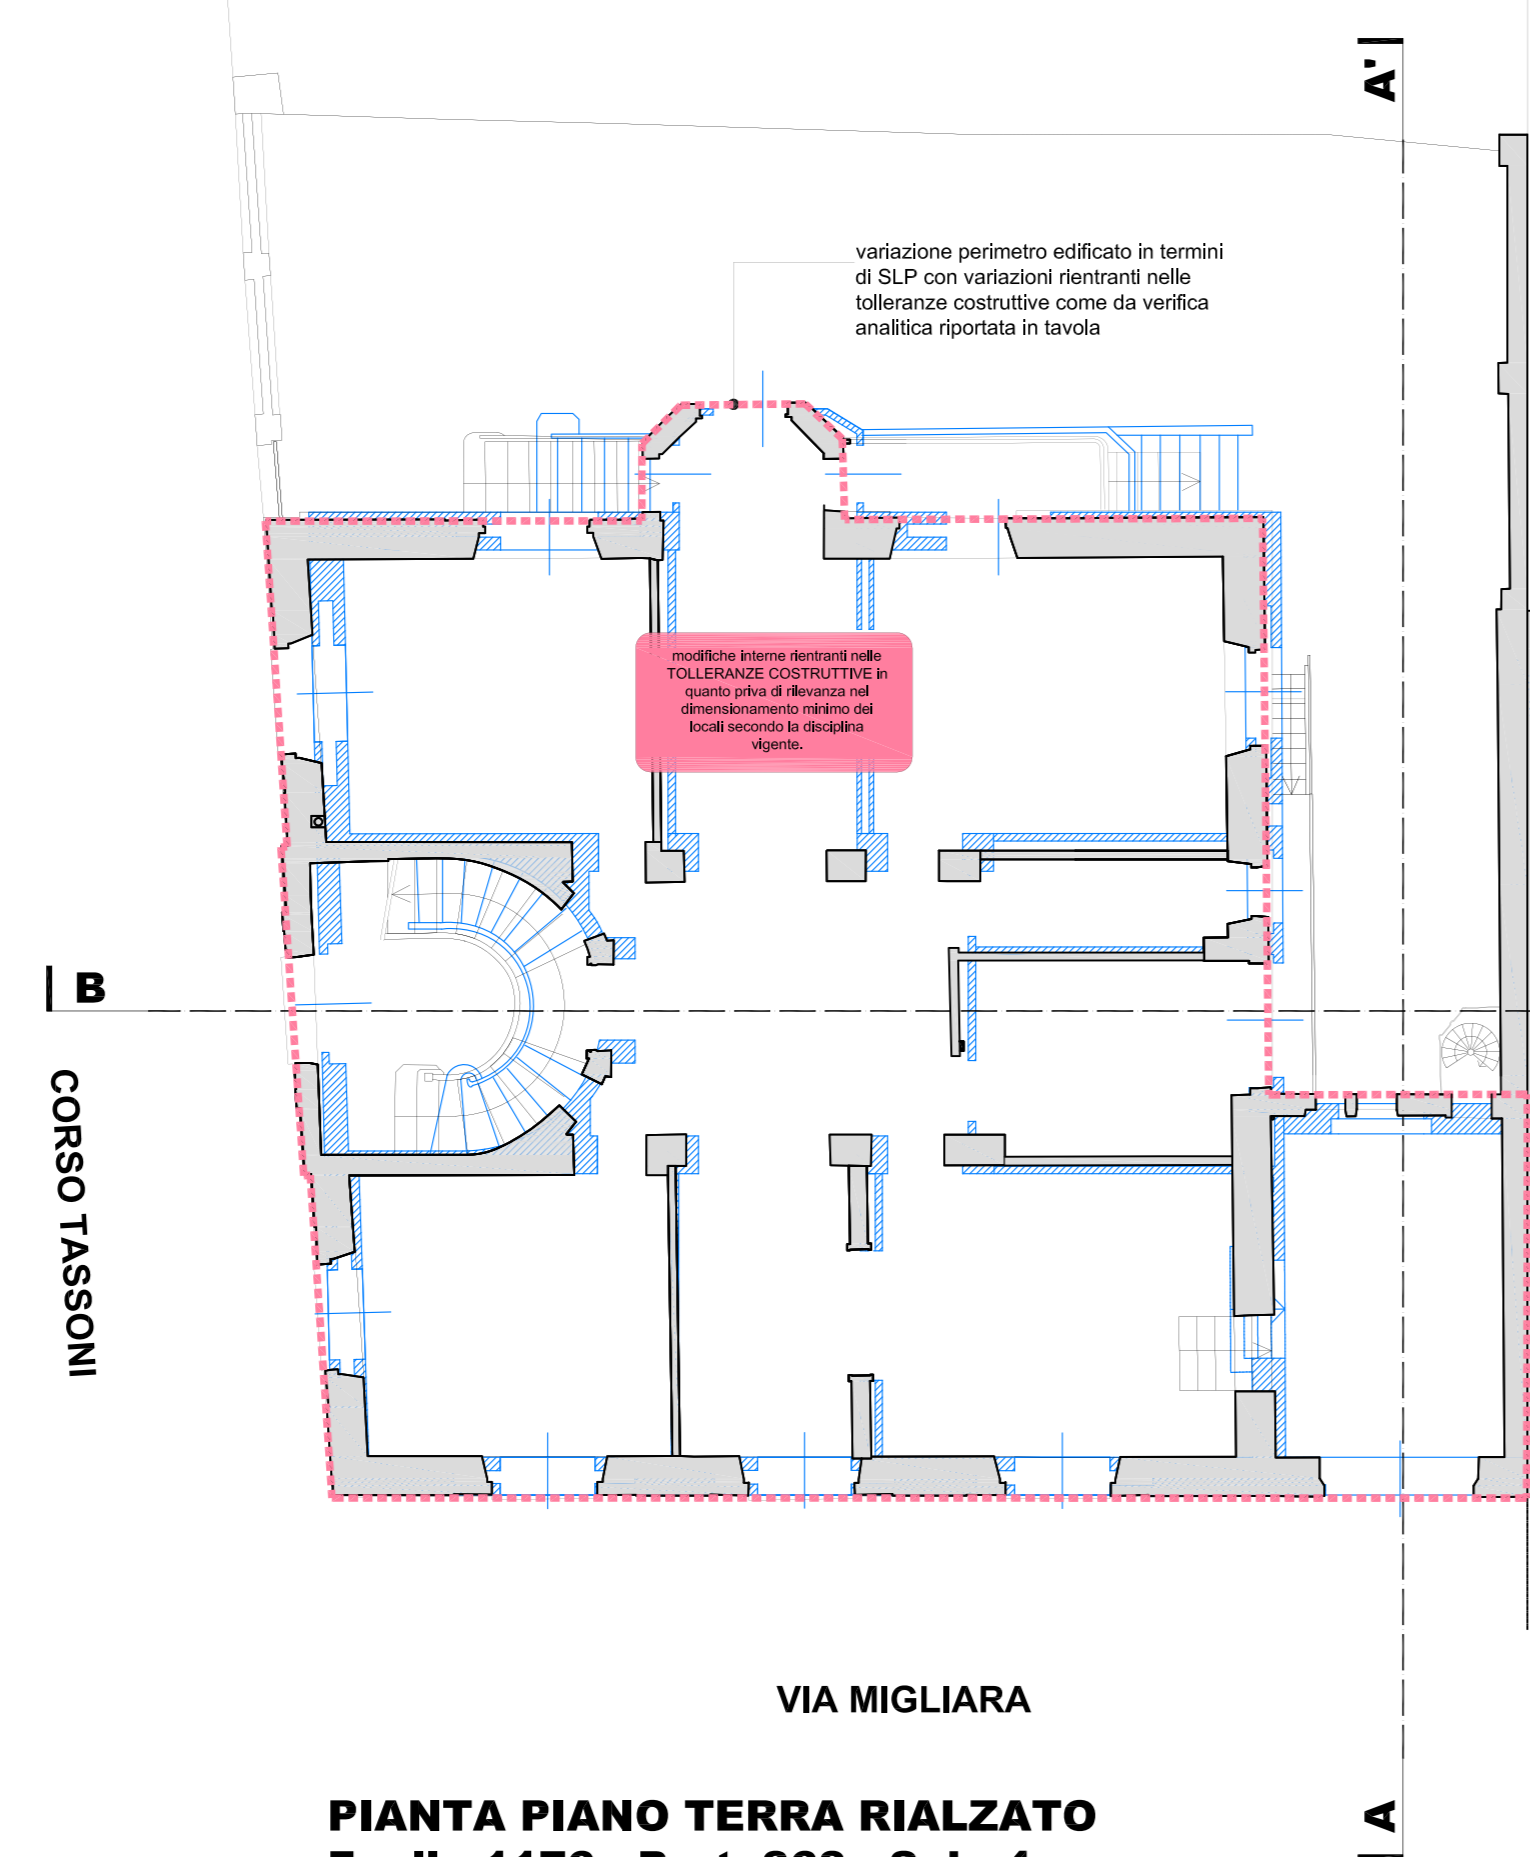 A'
variazione perimetro edificato in termini
di SLP con variazioni rientranti nelle
tolleranze costruttive come da verifica
analitica riportata in tavola
modifiche interne rientranti nelle
TOLLERANZE COSTRUTTIVE in
quanto priva di rilevanza nel
dimensionamento minimo dei
locali secondo la disciplina
vigente.
B
CORSO TASSONI
VIA MIGLIARA
PIANTA PIANO TERRA RIALZATO
A